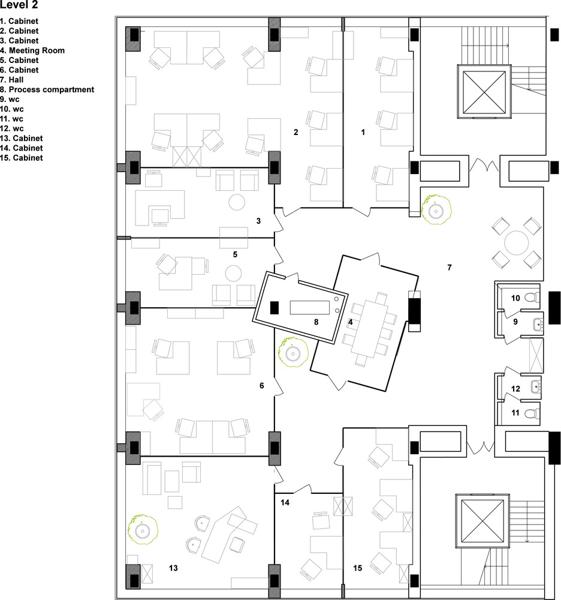 Level 2
1. Cabinet
2. Cabinet
3. Cabinet
4. Meeting Room
5. Cabinet
6. Cabinet
7. Hall
8. Process compartment
9. wc
10. wc
11. wc
12. wc
13. Cabinet
14. Cabinet
15. Cabinet
2
1
3
5
7
10
8
4
9
6
12
11
14
13
15